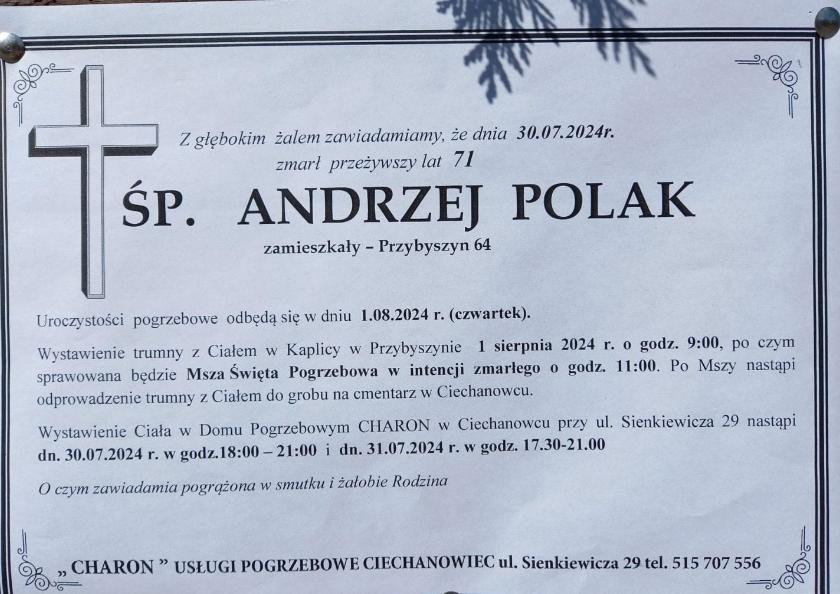 Z głębokim żalem zawiadamiamy, że dnia 30.07.2024r.
zmarł przeżywszy lat 71
ŚP. ANDRZEJ POLAK
zamieszkały – Przybyszyn 64
Uroczystości pogrzebowe odbędą się w dniu 1.08.2024 r. (czwartek).
Wystawienie trumny z Ciałem w Kaplicy w Przybyszynie 1 sierpnia 2024 r. o godz. 9:00, po czym
sprawowana będzie Msza Święta Pogrzebowa w intencji zmarłego o godz. 11:00. Po Mszy nastąpi
odprowadzenie trumny z Ciałem do grobu na cmentarz w Ciechanowcu.
Wystawienie Ciała w Domu Pogrzebowym CHARON w Ciechanowcu przy ul. Sienkiewicza 29 nastąpi
dn. 30.07.2024 r. w godz.18:00 – 21:00 i dn. 31.07.2024 r. w godz. 17.30-21.00
O czym zawiadamia pogrążona w smutku i żałobie Rodzina
„ CHARON ” USŁUGI POGRZEBOWE CIECHANOWIEC ul. Sienkiewicza 29 tel. 515 707 556